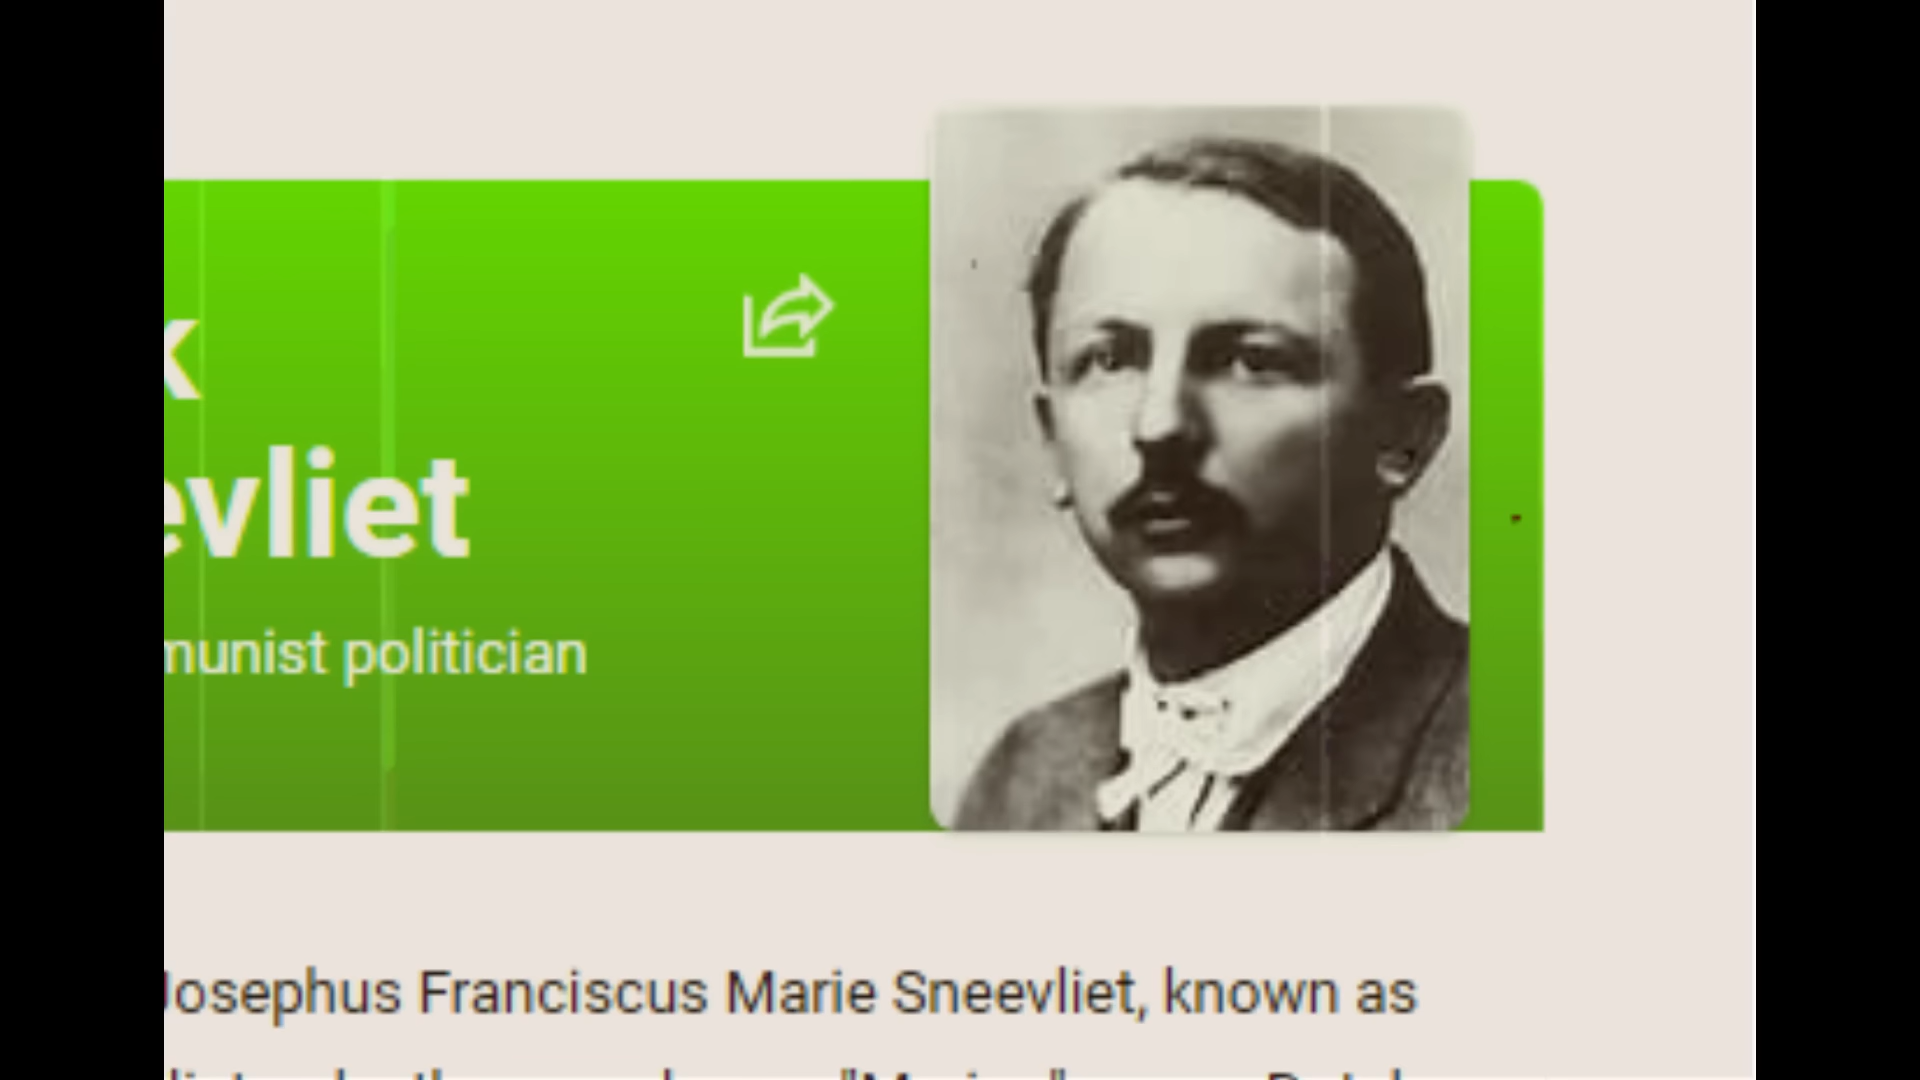 k
evliet
munist politician
Josephus Franciscus Marie Sneevliet, known as